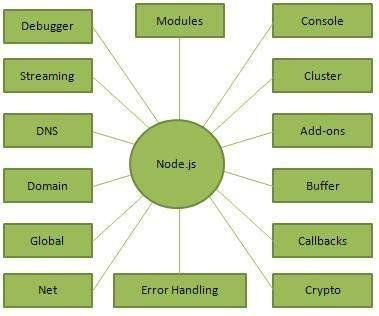 Debugger
Modules
Console
Streaming
Cluster
DNS
Add-ons
Node.js
Domain
Buffer
Global
Callbacks
Net
Error Handling
Crypto